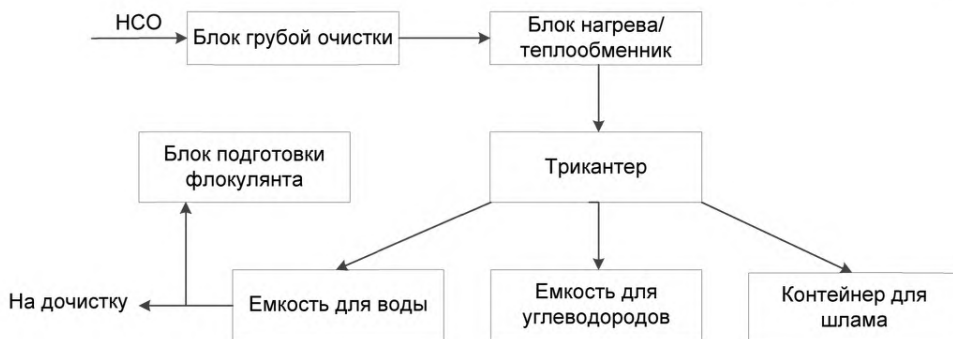 НСО
Блок грубой очистки
Блок нагрева/
теплообменник
Блок подготовки
флокулянта
Трикантер
На дочистку
Емкость для воды
Емкость для
углеводородов
Контейнер для
шлама